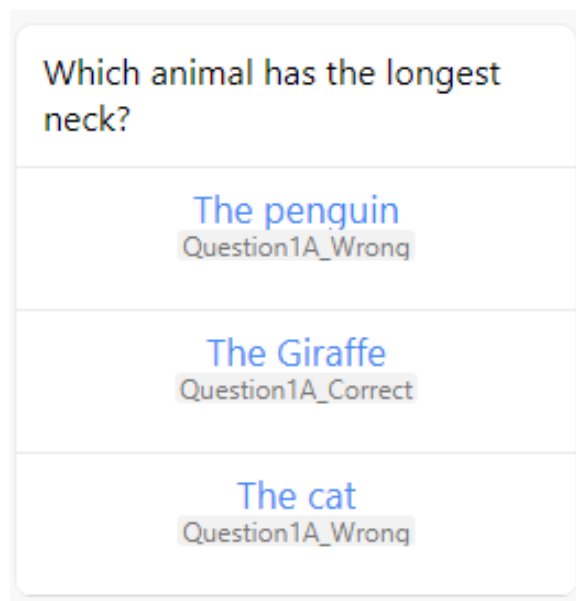 Which animal has the longest
neck?
The penguin
Question1A_Wrong
The Giraffe
Question1A_Correct
The cat
Question1A_Wrong